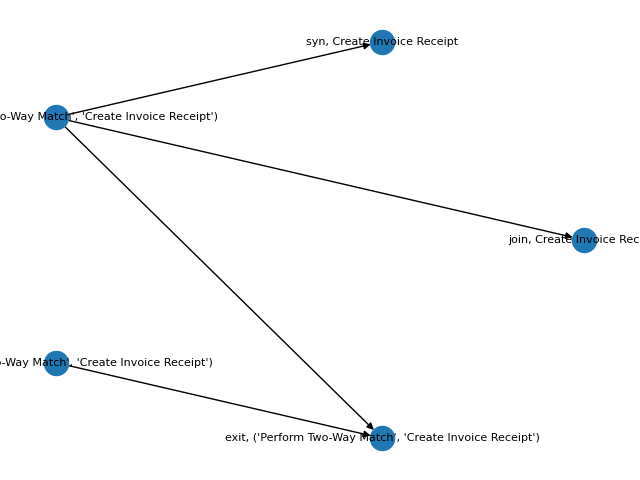 syn, Create Invoice Receipt
o-Way Match', 'Create Invoice Receipt')
join, Create Invoice Rec
o-Way Match', 'Create Invoice Receipt')
exit, ('Perform Two-Way Match', 'Create Invoice Receipt')